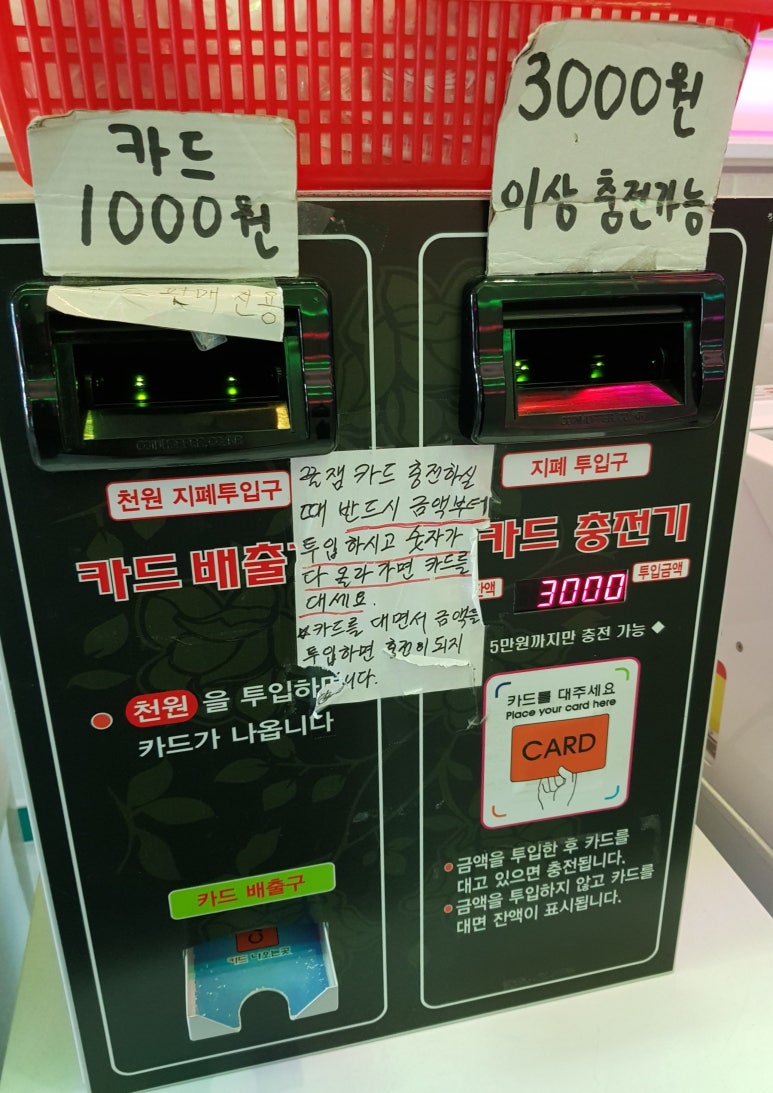 카드
1000원
판매 전용
천원 지폐투입구
카드 배출
천원 을 투입하면
카드가 나옵니다
카드 배출구
카드 나오는곳
꿀잼 카드 충전하실
때 반드시 금액부터
투입하시고 숫자가
다 올라가면 카드를
대세요.
*카드를 대면서 금액을
투입하면 충전이 되지
니다.
3000원
이상 충전가능
지폐 투입구
카드 충전기
3000
투입금액
5만원까지만 충전 가능 ◆
카드를 대주세요
Place your card here
CARD
금액을 투입한 후 카드를
대고 있으면 충전됩니다.
금액을 투입하지 않고 카드를
대면 잔액이 표시됩니다.